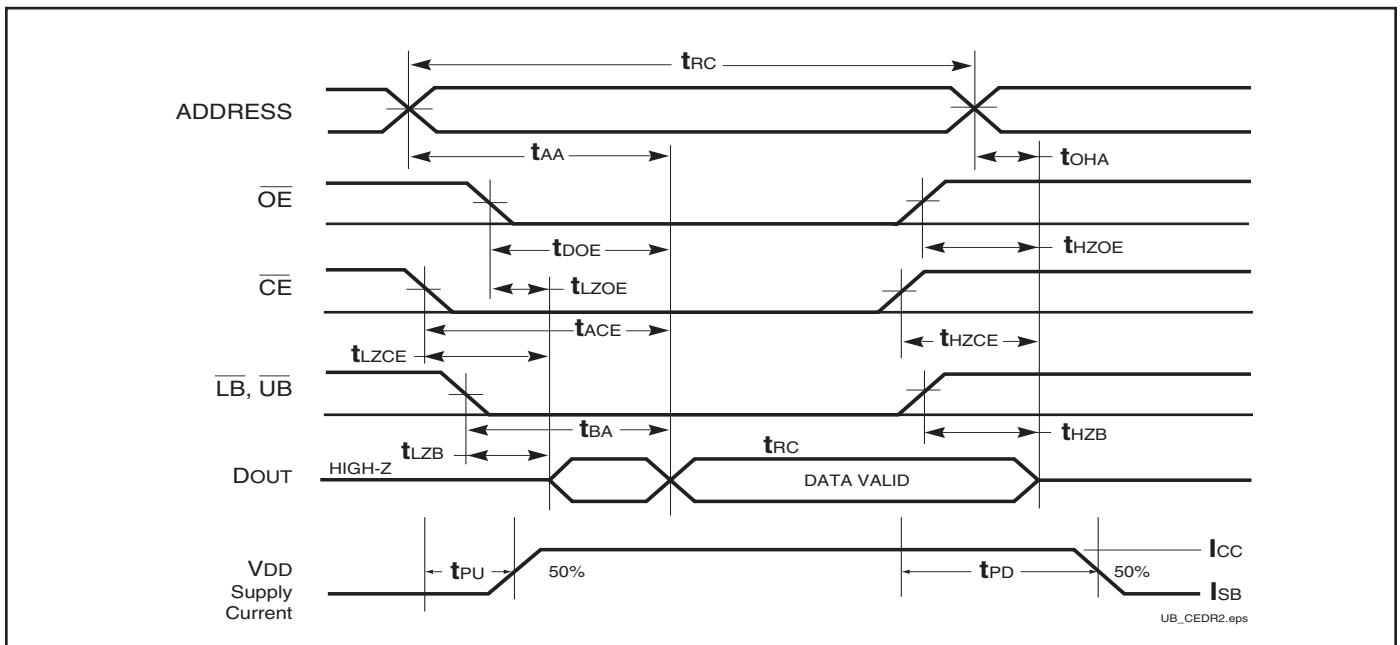 tRC
ADDRESS
tAA
tOHA
OE
tDOE
tHZOE
CE
tLZOE
tACE
tHZCE
tLZCE
LB, UB
tBA
tHZB
tLZB
tRC
DOUT
HIGH-Z
DATA VALID
ICC
VDD
Supply
Current
tPU
50%
tPD
50%
ISB
UB_CEDR2.eps